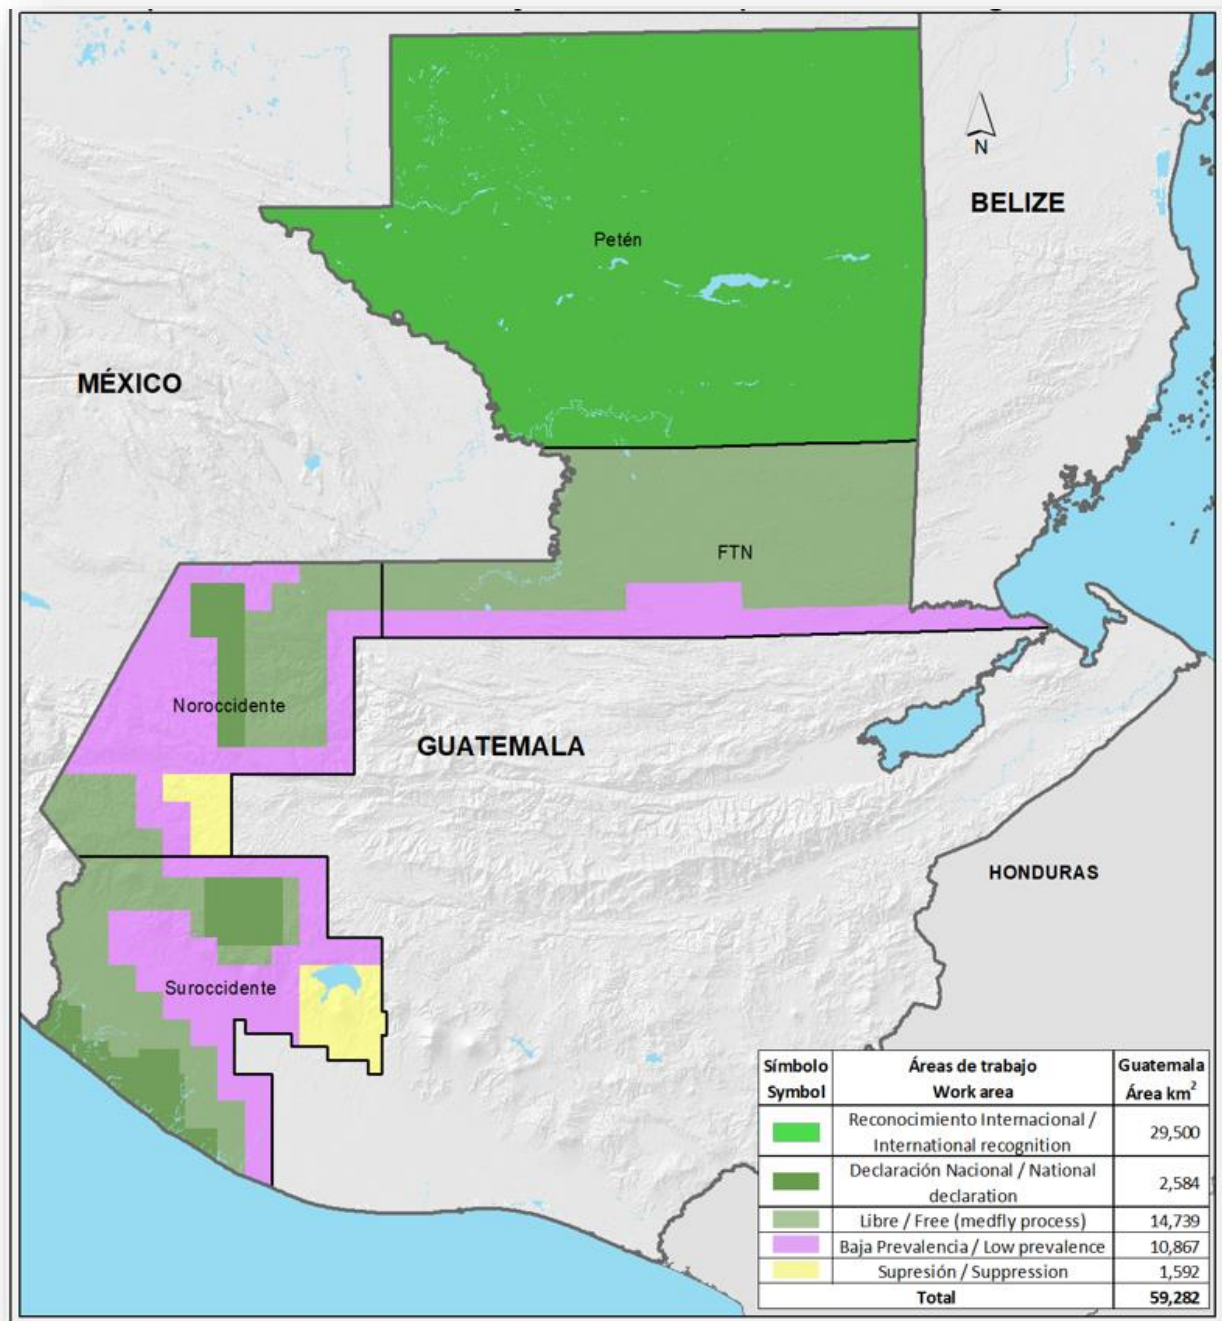 N
BELIZE
Petén
MÉXICO
FTN
Noroccidente
GUATEMALA
HONDURAS
Suroccidente
Símbolo Áreas de trabajo Guatemala
Symbol Work area Área km²
Reconocimiento Internacional /
International recognition 29,500
Declaración Nacional / National
declaration 2,584
Libre / Free (medfly process) 14,739
Baja Prevalencia / Low prevalence 10,867
Supresión / Suppression 1,592
Total 59,282